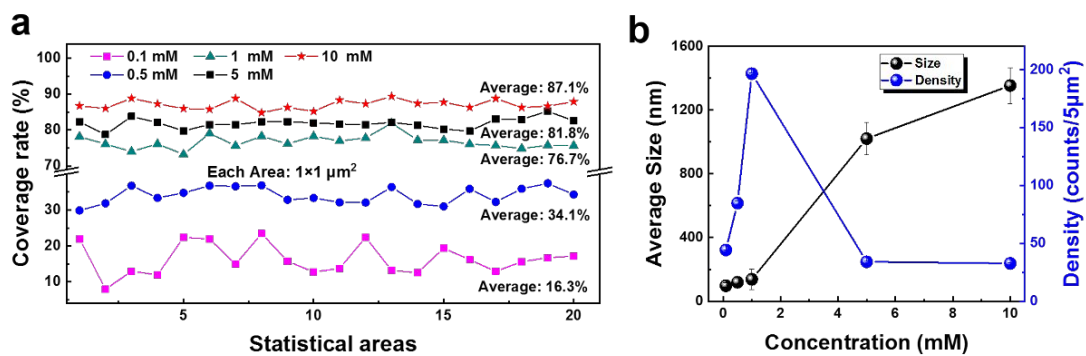 a
0.1 mM
1 mM
10 mM
0.5 mM
5 mM
100
90
80
70
30
20
10
Coverage rate (%)
Average: 87.1%
Average: 81.8%
Average: 76.7%
Each Area: 1×1 μm²
Average: 34.1%
Average: 16.3%
5
10
15
20
Statistical areas
b
Size
Density
1600
1200
800
400
0
Average Size (nm)
200
150
100
50
0
Density (counts/5μm²)
0
2
4
6
8
10
Concentration (mM)